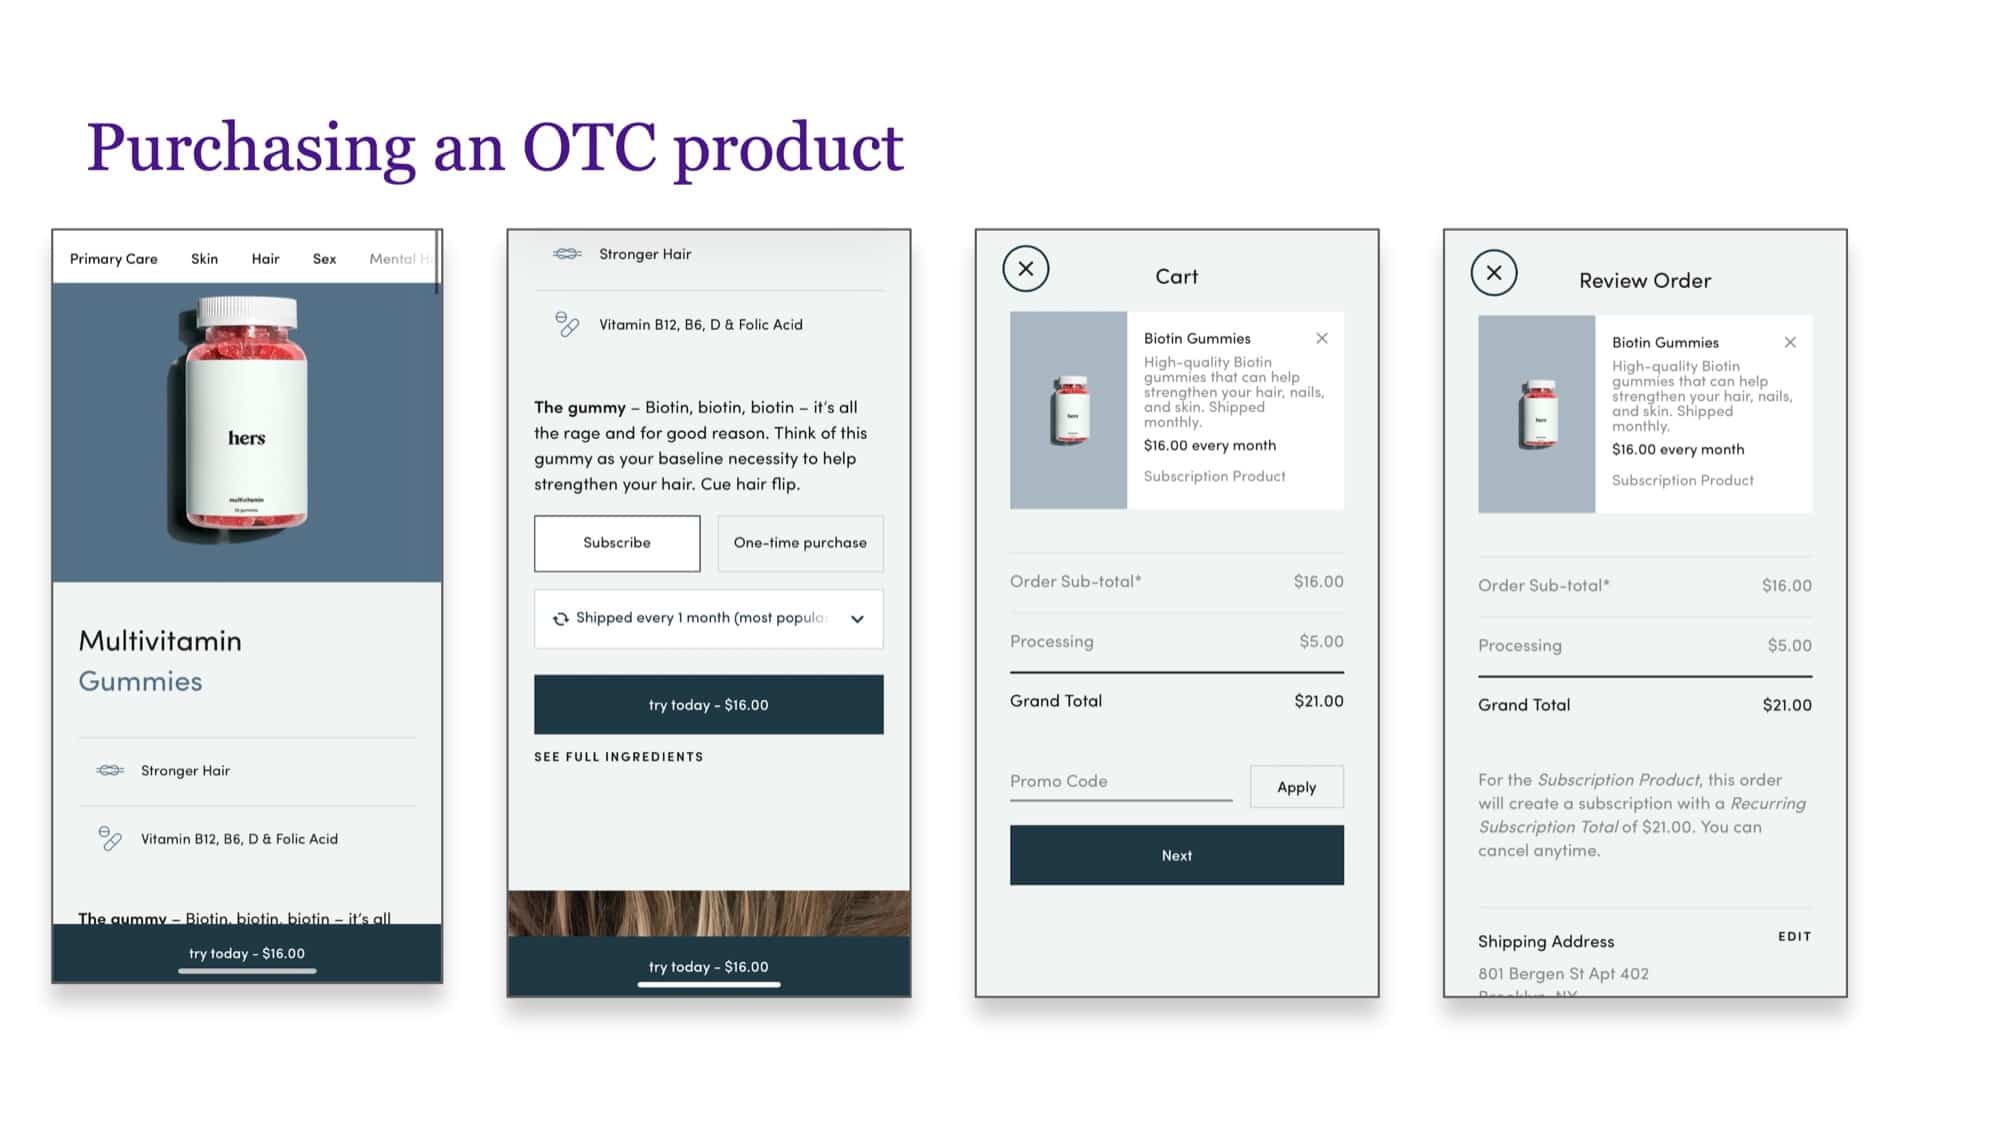 Purchasing an OTC product
Primary Care Skin Hair Sex Mental He
hers
multivitamin
Multivitamin
Gummies
Stronger Hair
Vitamin B12, B6, D & Folic Acid
The gummy – Biotin, biotin, biotin – it's all
try today - $16.00
Stronger Hair
Vitamin B12, B6, D & Folic Acid
The gummy – Biotin, biotin, biotin – it's all
the rage and for good reason. Think of this
gummy as your baseline necessity to help
strengthen your hair. Cue hair flip.
Subscribe One-time purchase
Shipped every 1 month (most popular
try today - $16.00
SEE FULL INGREDIENTS
try today - $16.00
Cart
Biotin Gummies
High-quality Biotin
gummies that can help
strengthen your hair, nails,
and skin. Shipped
monthly.
$16.00 every month
Subscription Product
hers
Order Sub-total* $16.00
Processing $5.00
Grand Total $21.00
Promo Code Apply
Next
Review Order
Biotin Gummies
High-quality Biotin
gummies that can help
strengthen your hair, nails,
and skin. Shipped
monthly.
$16.00 every month
Subscription Product
hers
Order Sub-total* $16.00
Processing $5.00
Grand Total $21.00
For the Subscription Product, this order
will create a subscription with a Recurring
Subscription Total of $21.00. You can
cancel anytime.
Shipping Address EDIT
801 Bergen St Apt 402
Brooklyn, NY